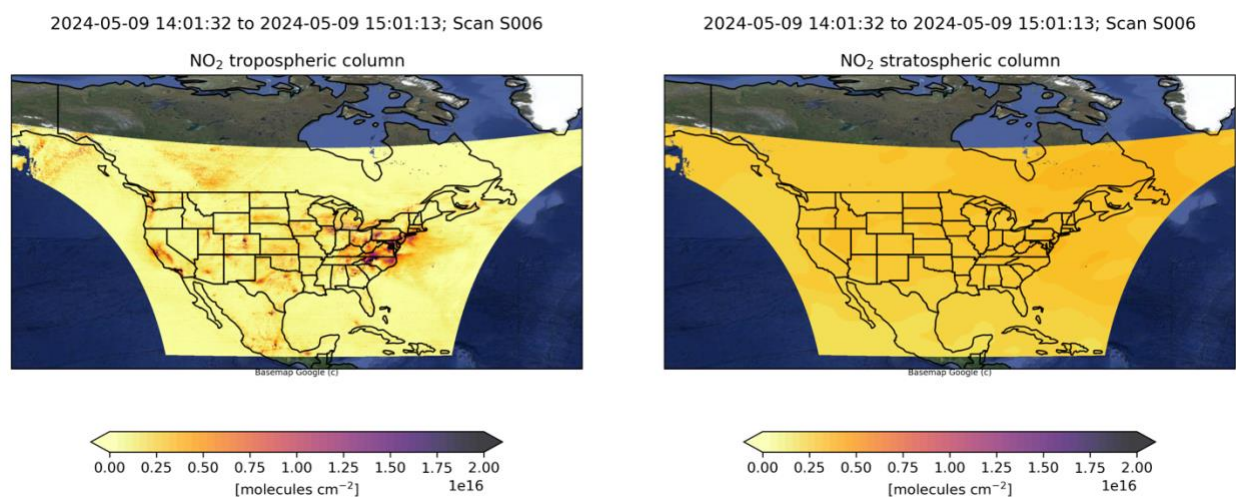 2024-05-09 14:01:32 to 2024-05-09 15:01:13; Scan S006
NO₂ tropospheric column
Basemap Google (c)
0.00 0.25 0.50 0.75 1.00 1.25 1.50 1.75 2.00
1e16
[molecules cm⁻²]
2024-05-09 14:01:32 to 2024-05-09 15:01:13; Scan S006
NO₂ stratospheric column
Basemap Google (c)
0.00 0.25 0.50 0.75 1.00 1.25 1.50 1.75 2.00
1e16
[molecules cm⁻²]